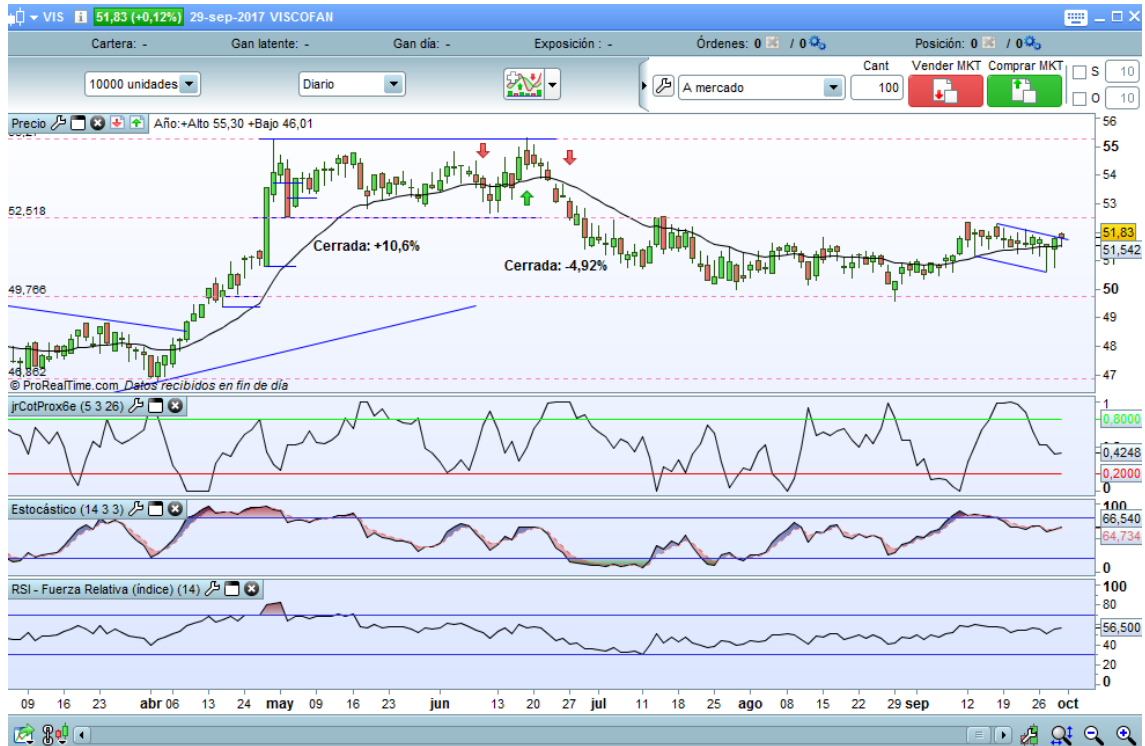 VIS 51,83 (+0,12%) 29-sep-2017 VISCOFAN
Cartera: - Gan latente: - Gan día: - Exposición : - Órdenes: 0 / 0 Posición: 0 / 0
Cant Vender MKT Comprar MKT
10000 unidades Diario A mercado 100 S 10
O 10
Precio Año:+Alto 55,30 +Bajo 46,01
56
55
54
52,518 53
51,83
Cerrada: +10,6% 51,542
Cerrada: -4,92% 51
49,766 50
49
48
46,862 47
© ProRealTime.com Datos recibidos en fin de día
jrCotProx6e (5 3 26) 1
0,8000
0,4248
0,2000
0
Estocástico (14 3 3) 100
66,540
64,734
0
RSI - Fuerza Relativa (índice) (14) 100
80
56,500
40
20
0
09 16 23 abr 06 13 24 may 09 16 jun 13 20 27 jul 11 18 25 ago 08 15 22 29 sep 12 19 26 oct